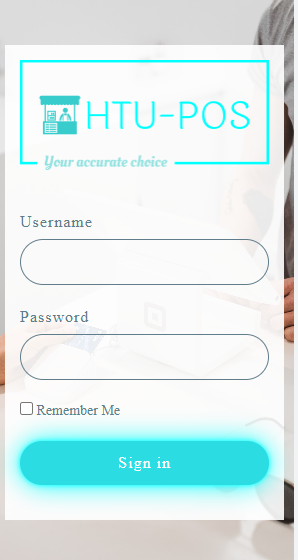 HTU-POS
Your accurate choice
Username
Password
Remember Me
Sign in